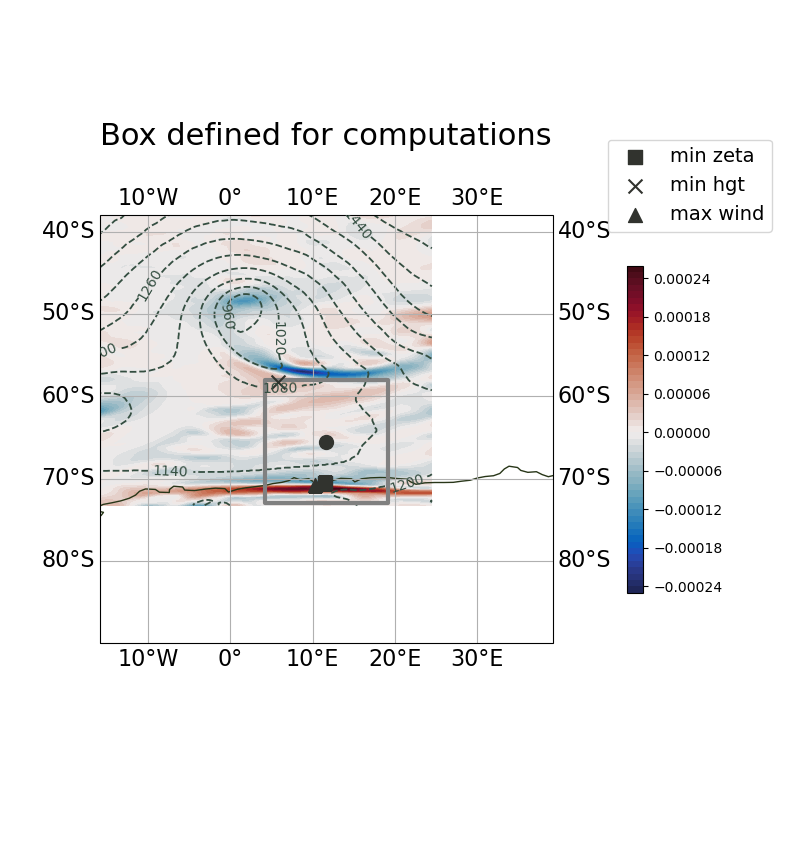 Box defined for computations
min zeta
min hgt
max wind
10°W 0° 10°E 20°E 30°E
40°S 40°S
50°S 50°S
60°S 60°S
70°S 70°S
80°S 80°S
10°W 0° 10°E 20°E 30°E
440
1260
960
1020
00
1080
1140
1200
0.00024
0.00018
0.00012
0.00006
0.00000
−0.00006
−0.00012
−0.00018
−0.00024